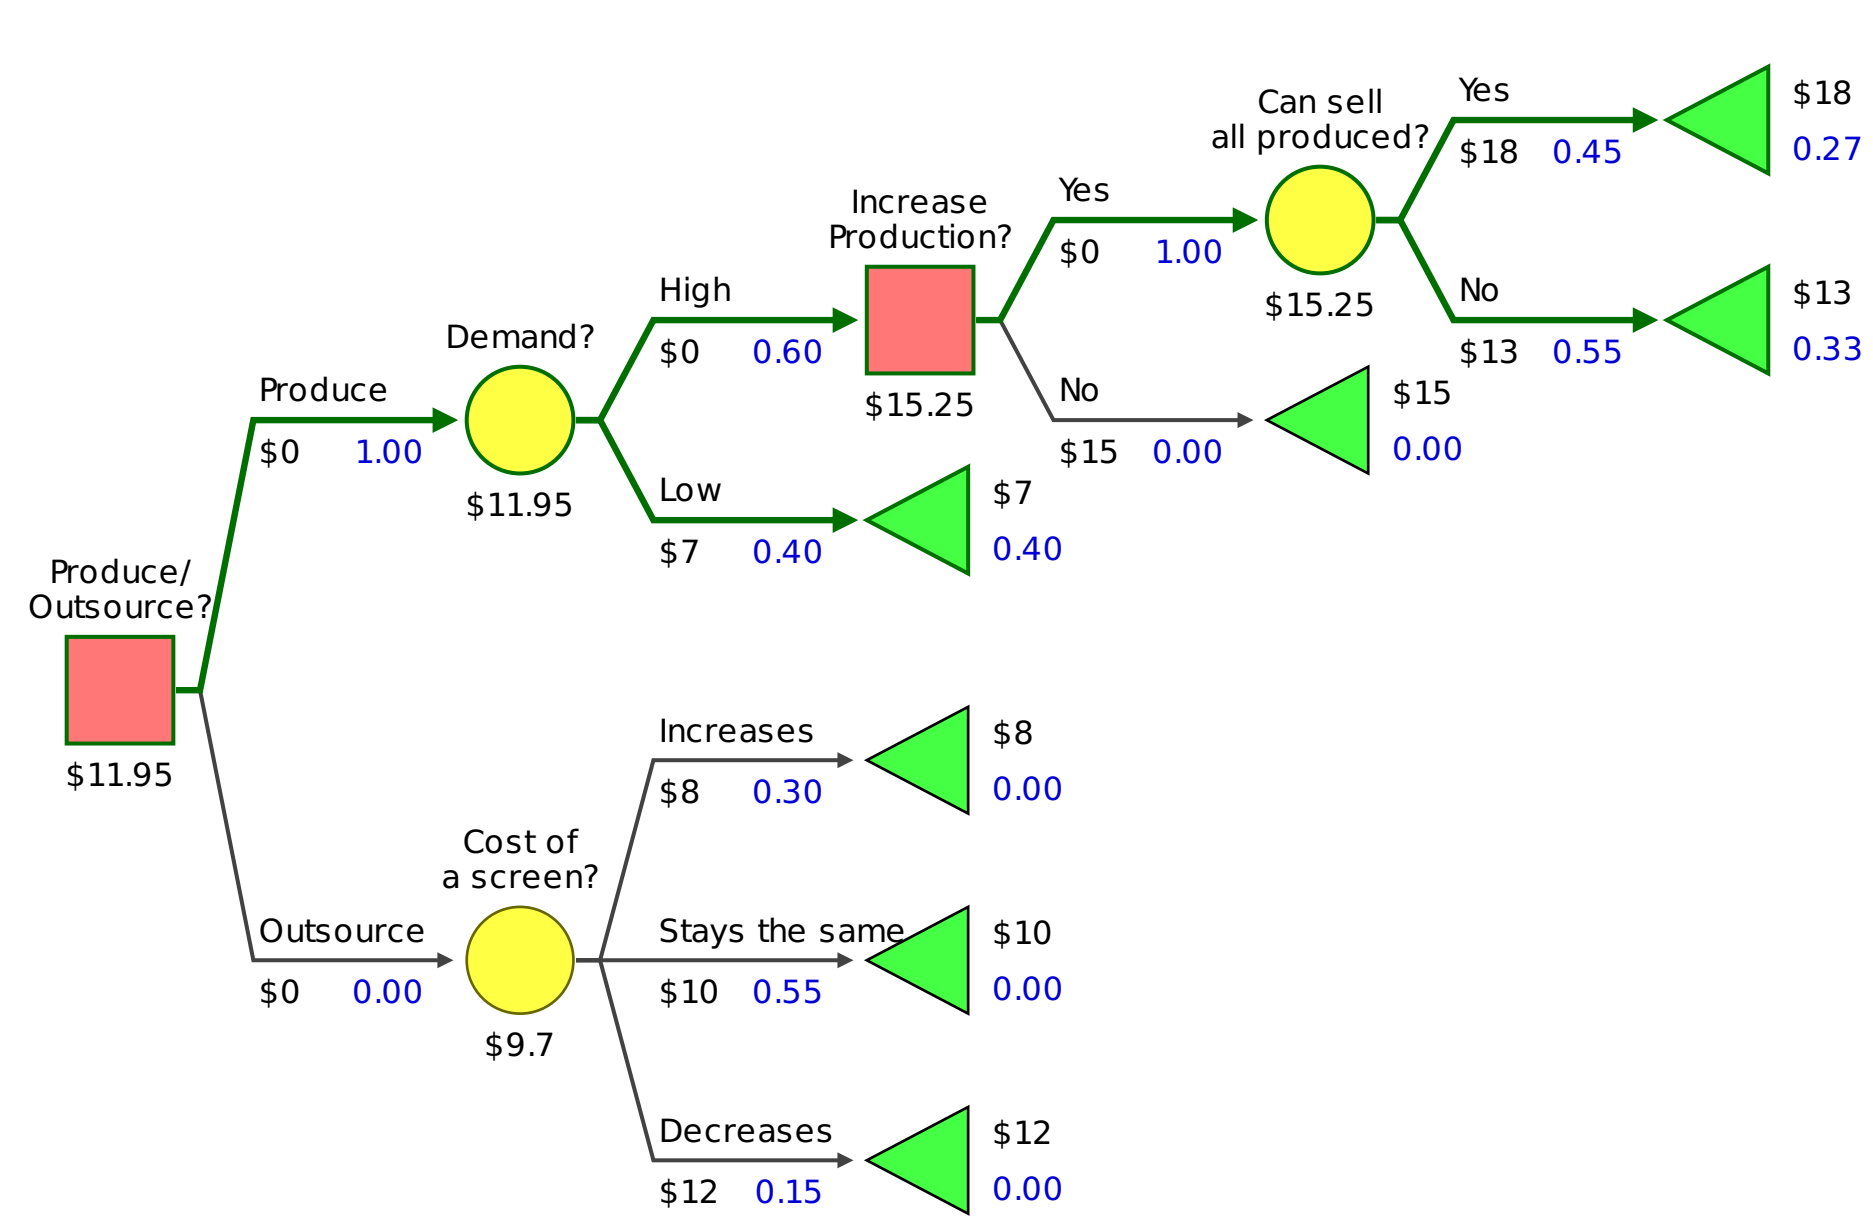 Can sell
all produced?
Yes
$18 0.45
$18
0.27
Increase
Production?
Yes
$0 1.00
$15.25
No
$13 0.55
$13
0.33
Demand?
High
$0 0.60
$15.25
No
$15 0.00
$15
0.00
Produce
$0 1.00
$11.95
Low
$7 0.40
$7
0.40
Produce/
Outsource?
$11.95
Increases
$8 0.30
$8
0.00
Cost of
a screen?
Outsource
$0 0.00
$9.7
Stays the same
$10 0.55
$10
0.00
Decreases
$12 0.15
$12
0.00